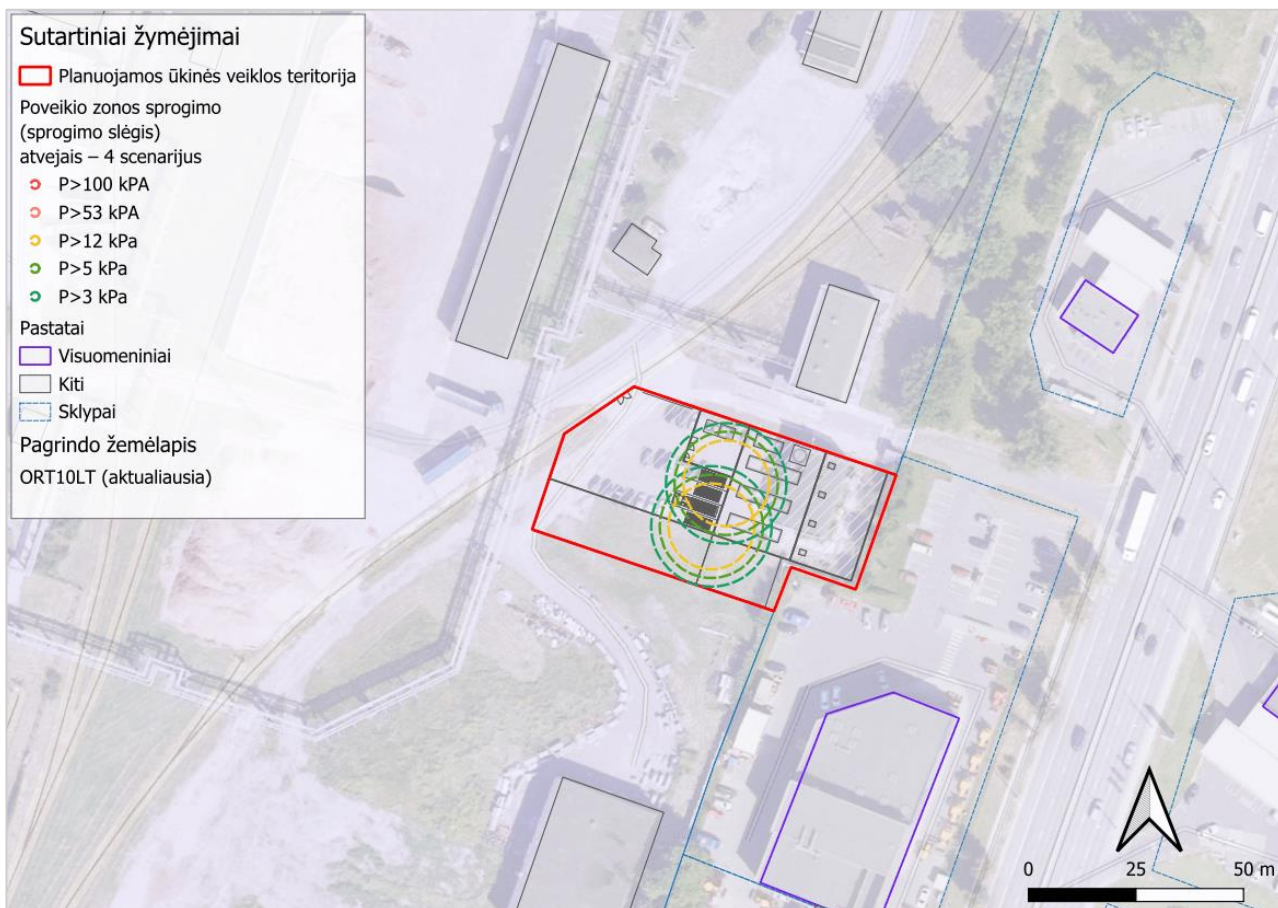 Sutartiniai žymėjimai
Planuojamos ūkinės veiklos teritorija
Poveikio zonos sprogimo
(sprogimo slėgis)
atvejais – 4 scenarijus
P>100 kPA
P>53 kPA
P>12 kPa
P>5 kPa
P>3 kPa
Pastatai
Visuomeniniai
Kiti
Sklypai
Pagrindo žemėlapis
ORT10LT (aktualiausia)
0 25 50 m